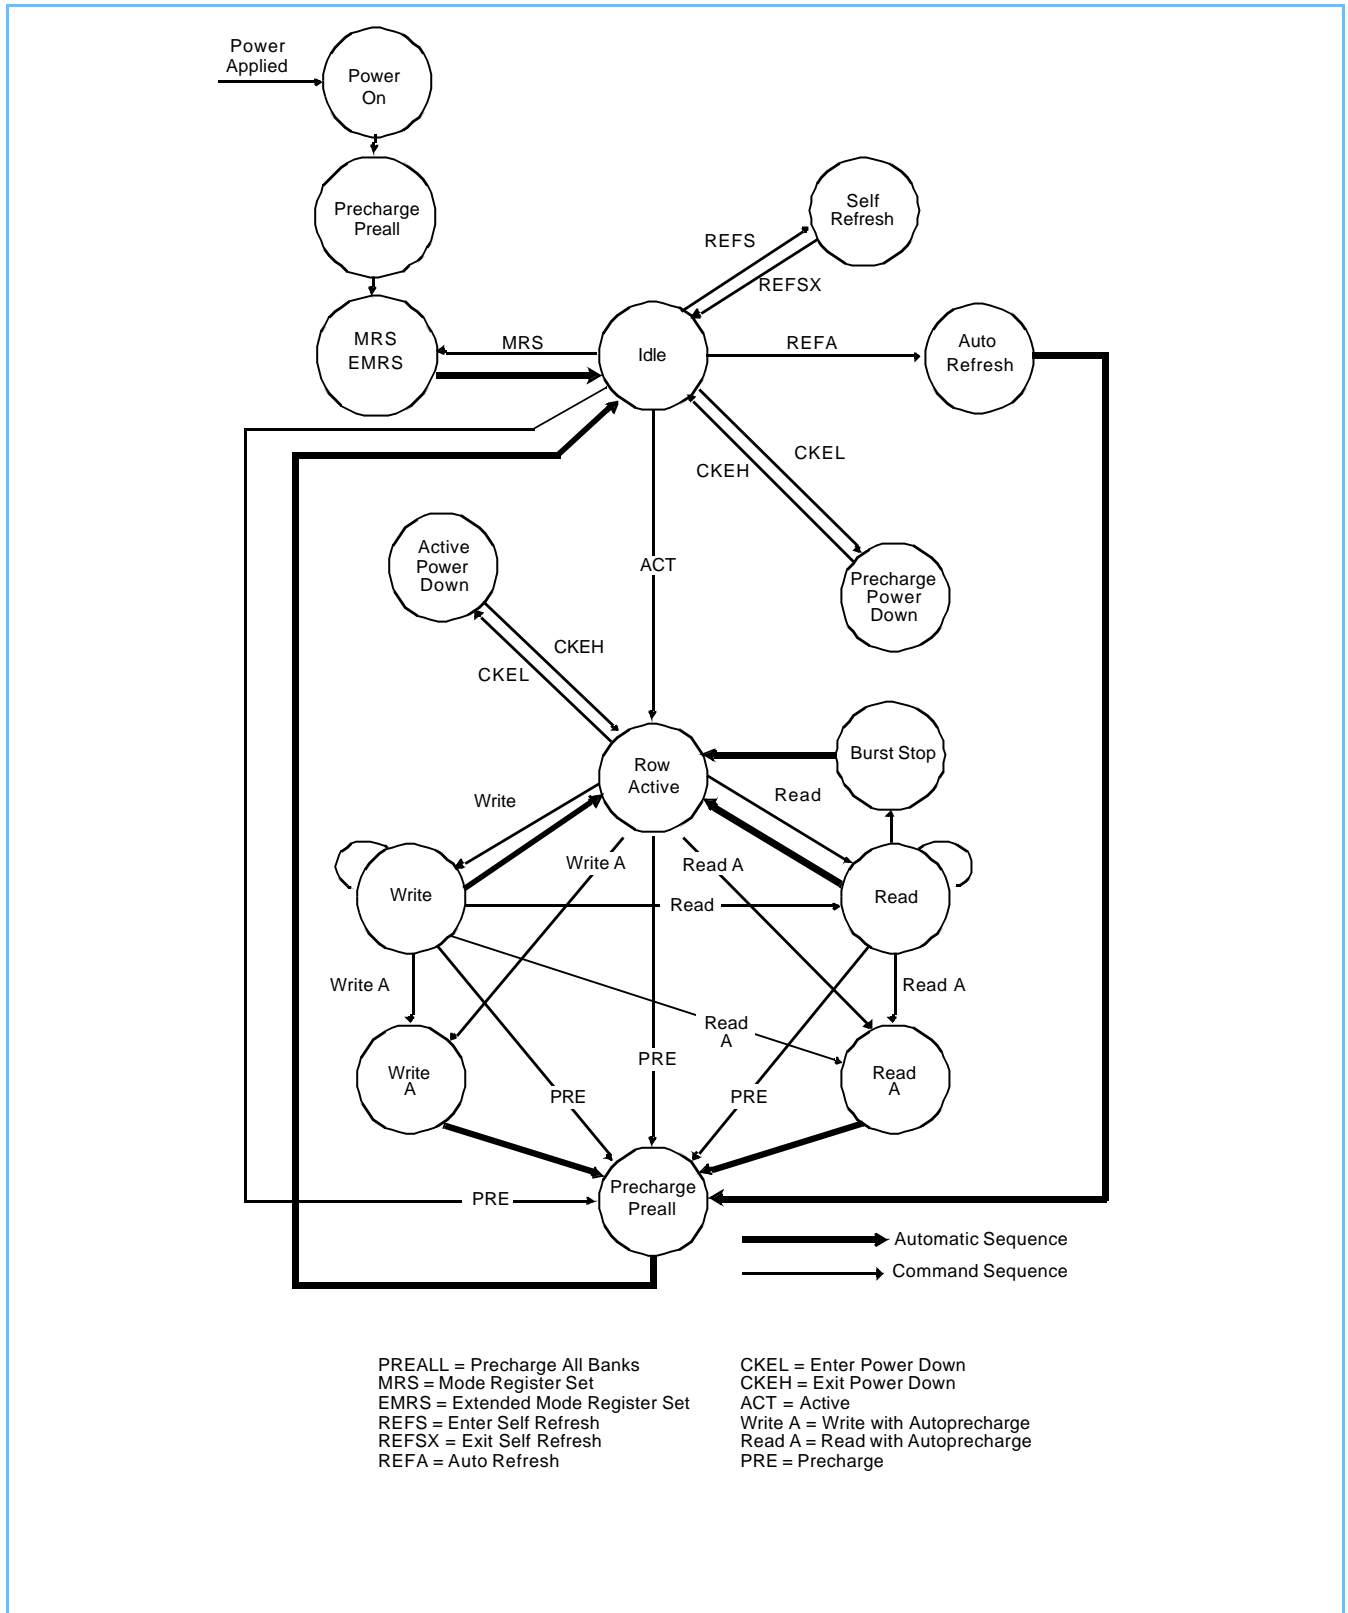 Power
Applied
Power
On
Precharge
Preall
Self
Refresh
REFS
REFSX
MRS
EMRS
MRS
Idle
REFA
Auto
Refresh
CKEL
CKEH
Active
Power
Down
ACT
Precharge
Power
Down
CKEH
CKEL
Row
Active
Burst Stop
Write
Read
Write A
Read A
Write
Read
Read
Write A
Read A
Read
A
Write
A
PRE
Read
A
PRE
PRE
Precharge
Preall
PRE
Automatic Sequence
Command Sequence
PREALL = Precharge All Banks
MRS = Mode Register Set
EMRS = Extended Mode Register Set
REFS = Enter Self Refresh
REFSX = Exit Self Refresh
REFA = Auto Refresh
CKEL = Enter Power Down
CKEH = Exit Power Down
ACT = Active
Write A = Write with Autoprecharge
Read A = Read with Autoprecharge
PRE = Precharge